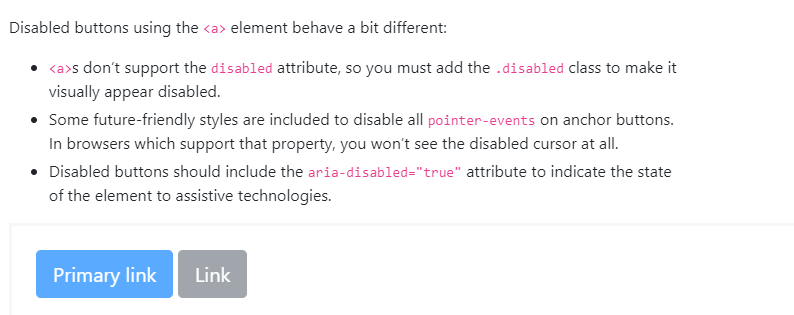 Disabled buttons using the <a> element behave a bit different:
<a>s don’t support the disabled attribute, so you must add the .disabled class to make it
visually appear disabled.
Some future-friendly styles are included to disable all pointer-events on anchor buttons.
In browsers which support that property, you won’t see the disabled cursor at all.
Disabled buttons should include the aria-disabled="true" attribute to indicate the state
of the element to assistive technologies.
Primary link Link